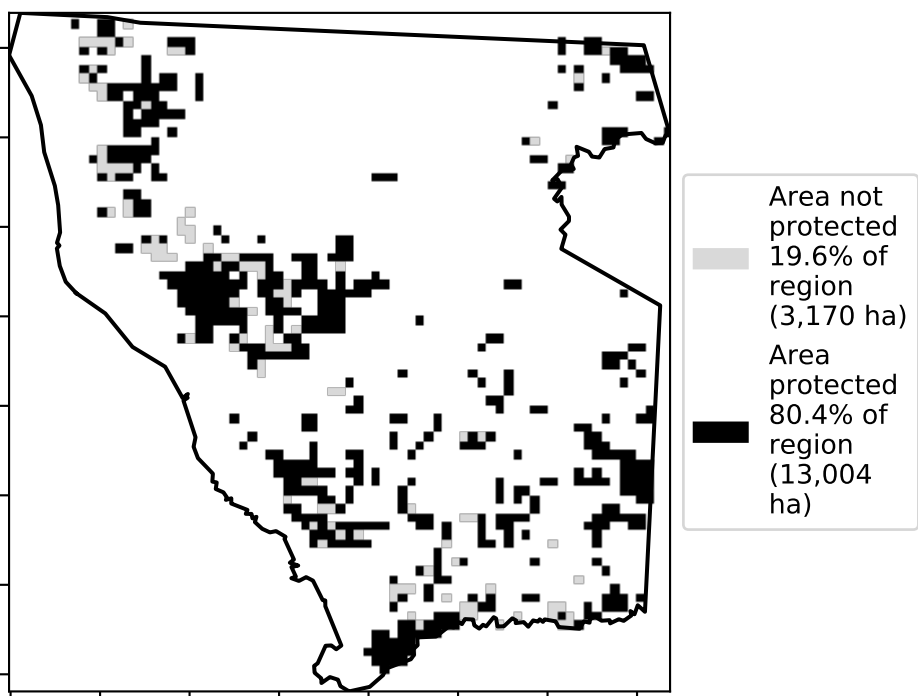 Area not
protected
19.6% of
region
(3,170 ha)
Area
protected
80.4% of
region
(13,004
ha)